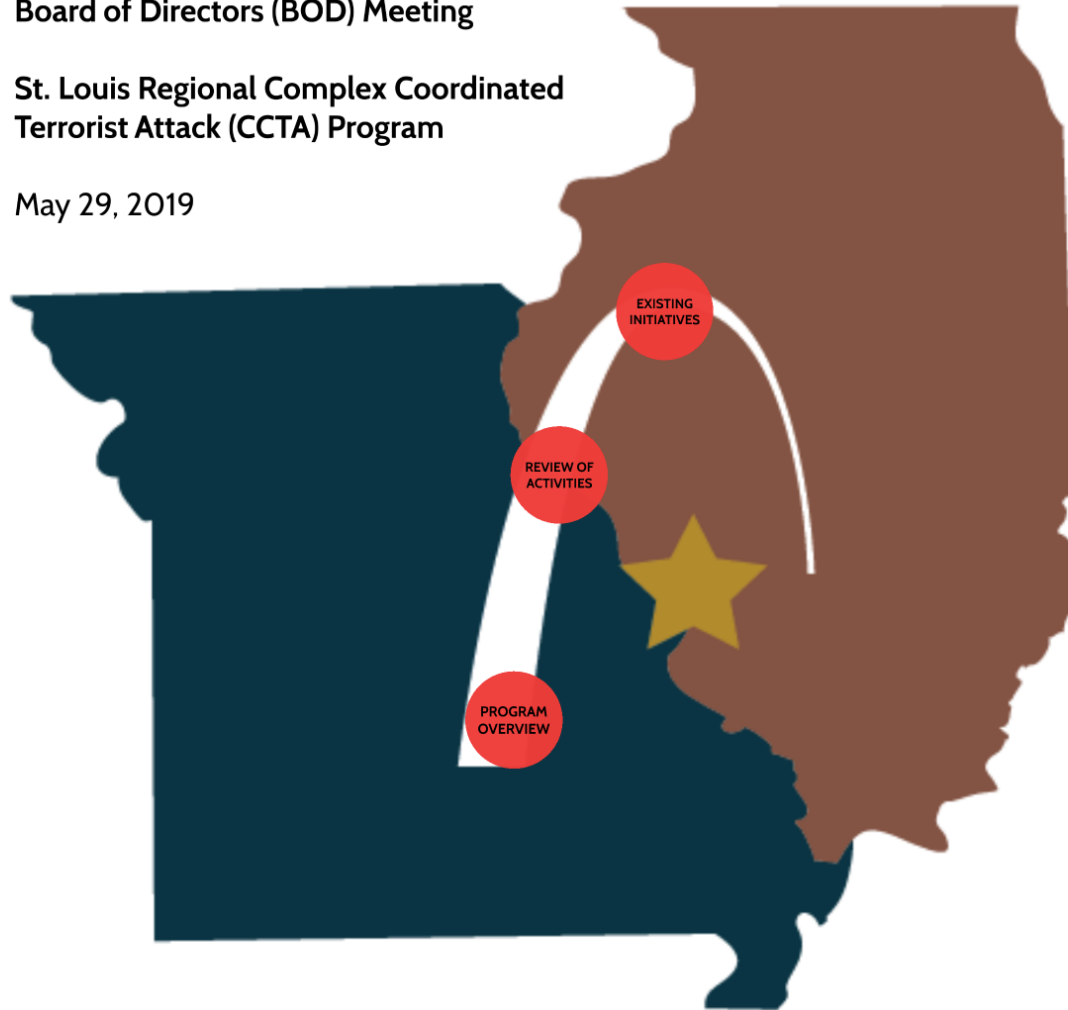 Board of Directors (BOD) Meeting
St. Louis Regional Complex Coordinated
Terrorist Attack (CCTA) Program
May 29, 2019
EXISTING
INITIATIVES
REVIEW OF
ACTIVITIES
PROGRAM
OVERVIEW